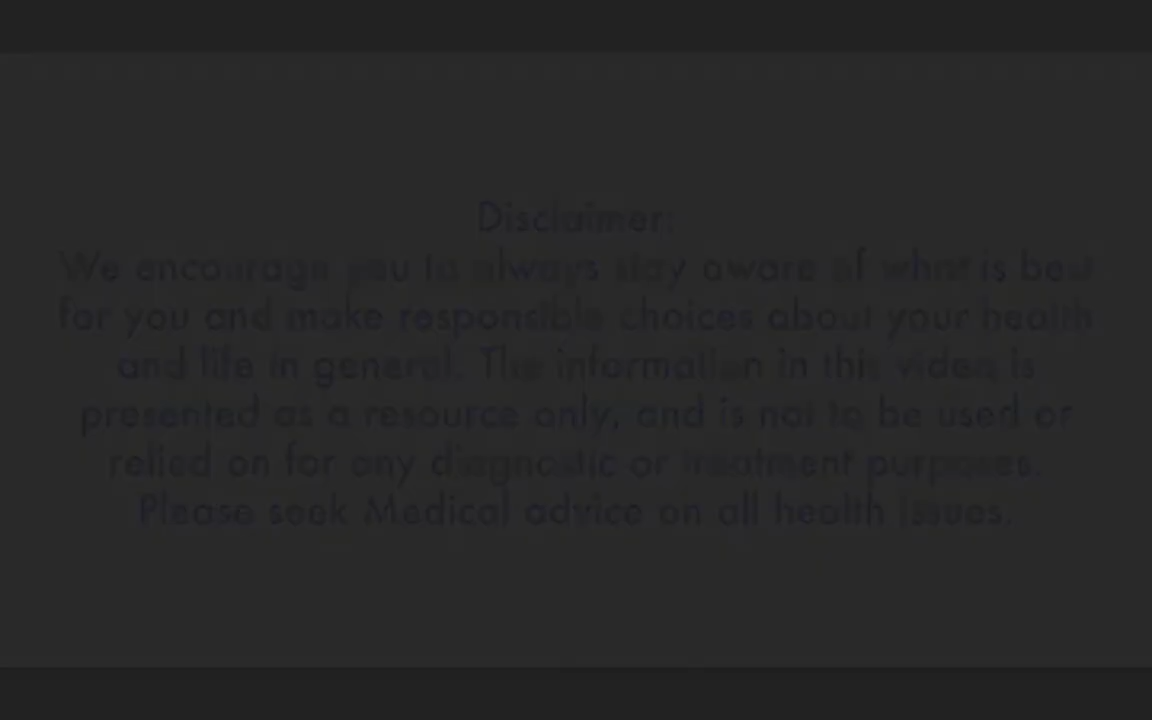 Disclaimer:
We encourage you to always stay aware of what is best
for you and make responsible choices about your health
and life in general. The information in this video is
presented as a resource only, and is not to be used or
relied on for any diagnostic or treatment purposes.
Please seek Medical advice on all health issues.